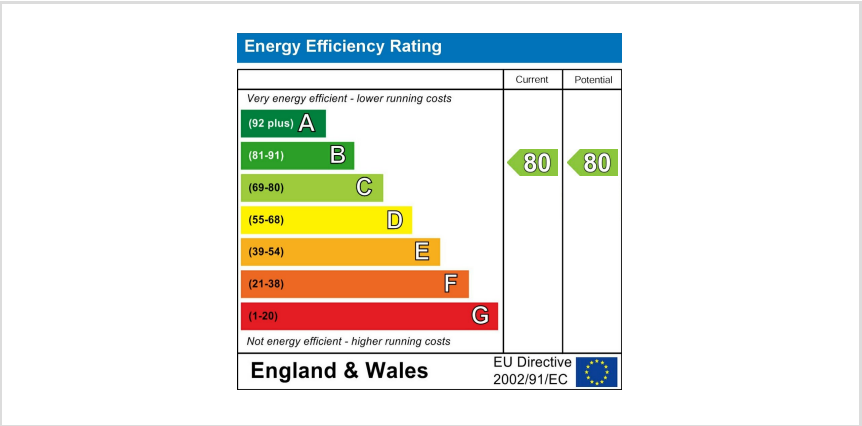 Energy Efficiency Rating
Current Potential
Very energy efficient - lower running costs
(92 plus) A
(81-91) B
80 80
(69-80) C
(55-68) D
(39-54) E
(21-38) F
(1-20) G
Not energy efficient - higher running costs
England & Wales
EU Directive
2002/91/EC